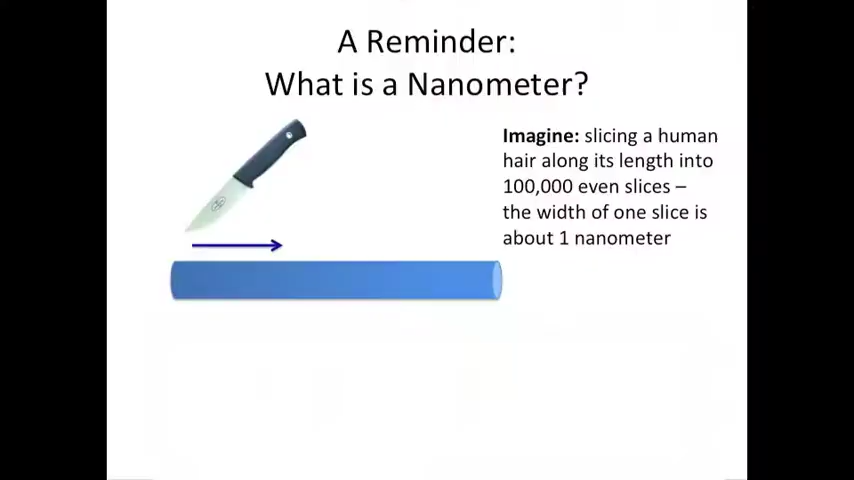 A Reminder:
What is a Nanometer?
Imagine: slicing a human
hair along its length into
100,000 even slices –
the width of one slice is
about 1 nanometer